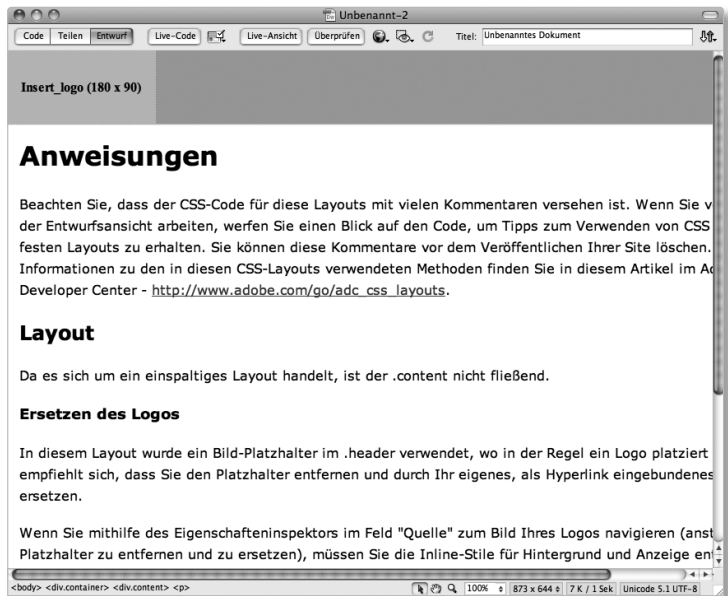 Unbenannt-2
Code Teilen Entwurf Live-Code Live-Ansicht Überprüfen Titel: Unbenanntes Dokument
Insert_logo (180 x 90)
Anweisungen
Beachten Sie, dass der CSS-Code für diese Layouts mit vielen Kommentaren versehen ist. Wenn Sie
der Entwurfsansicht arbeiten, werfen Sie einen Blick auf den Code, um Tipps zum Verwenden von CSS
festen Layouts zu erhalten. Sie können diese Kommentare vor dem Veröffentlichen Ihrer Site löschen.
Informationen zu den in diesen CSS-Layouts verwendeten Methoden finden Sie in diesem Artikel im
Developer Center - http://www.adobe.com/go/adc_css_layouts.
Layout
Da es sich um ein einspaltiges Layout handelt, ist der .content nicht fließend.
Ersetzen des Logos
In diesem Layout wurde ein Bild-Platzhalter im .header verwendet, wo in der Regel ein Logo platziert
empfiehlt sich, dass Sie den Platzhalter entfernen und durch Ihr eigenes, als Hyperlink eingebundenes
ersetzen.
Wenn Sie mithilfe des Eigenschafteninspektors im Feld "Quelle" zum Bild Ihres Logos navigieren (anst
Platzhalter zu entfernen und zu ersetzen), müssen Sie die Inline-Stile für Hintergrund und Anzeige
<body> <div.container> <div.content> <p> 100% 873 x 644 7 K / 1 Sek Unicode 5.1 UTF-8